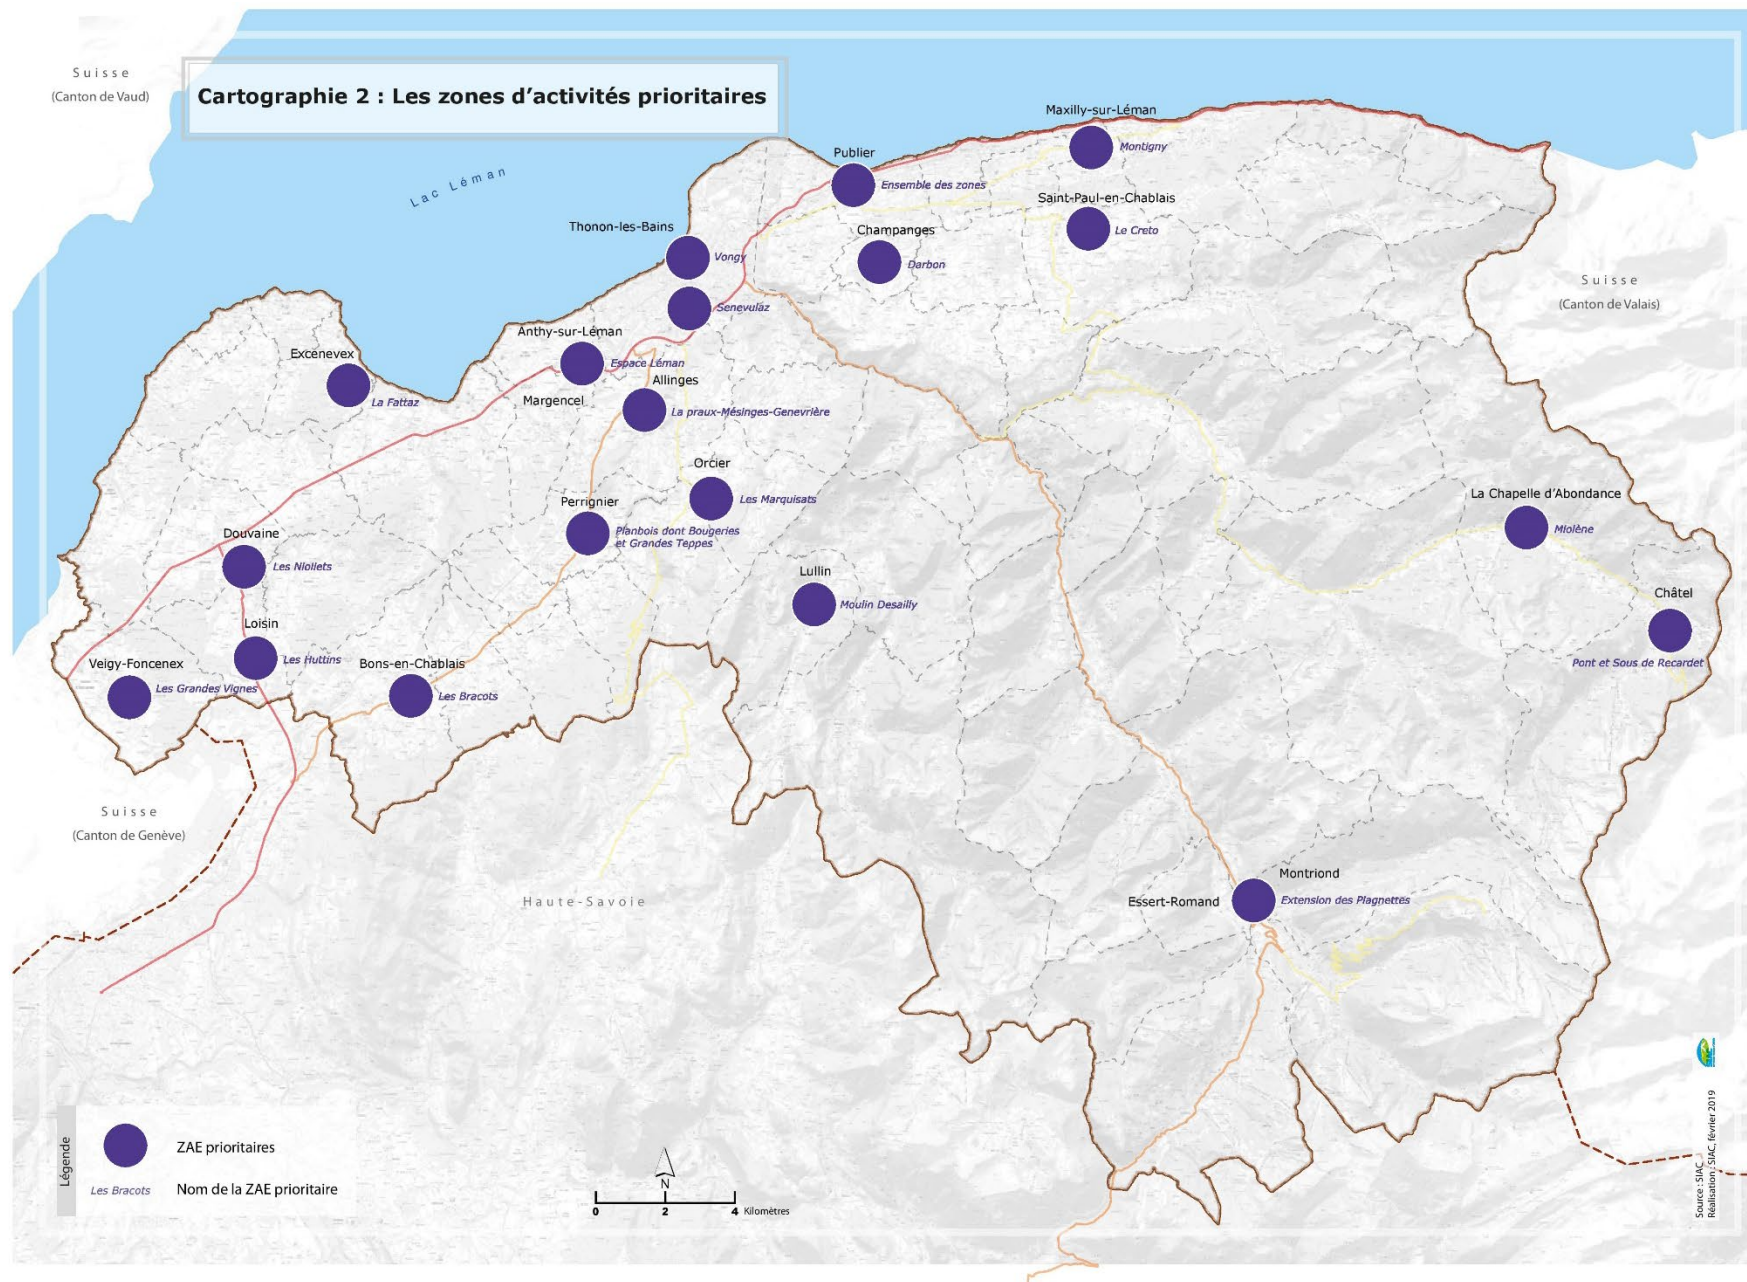 Suisse
(Canton de Vaud)
Cartographie 2 : Les zones d'activités prioritaires
Lac Léman
Maxilly-sur-Léman
Montigny
Publier
Ensemble des zones
Saint-Paul-en-Chablais
Le Creto
Thonon-les-Bains
Vongy
Champanges
Darbon
Suisse
(Canton de Valais)
Senevulaz
Anthy-sur-Léman
Espace Léman
Excenevex
La Fattaz
Margencel
Allinges
La praux-Mésinges-Genevrière
Orcier
Les Marquisats
Perrignier
Planbois dont Bougeries
et Grandes Teppes
La Chapelle d'Abondance
Miolène
Douvaine
Les Niollets
Lullin
Moulin Desailly
Châtel
Pont et Sous de Recardet
Loisin
Les Huttins
Veigy-Foncenex
Les Grandes Vignes
Bons-en-Chablais
Les Bracots
Suisse
(Canton de Genève)
Haute-Savoie
Montriond
Essert-Romand
Extension des Plagnettes
Légende
ZAE prioritaires
Les Bracots
Nom de la ZAE prioritaire
N
0 2 4 Kilomètres
Source : SIAC
Réalisation : SIAC, février 2019